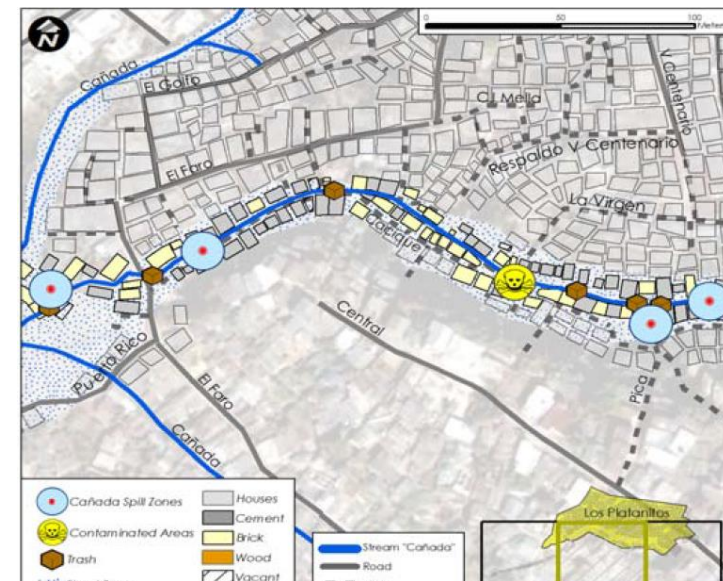 N
0 50 100
Cañada
El Golfo
C.J. Mella
V Centenario
El Faro
Respaldo V Centenario
La Virgen
Cacique
Central
Puerto Rico
El Faro
Pica
Cañada
Los Platanitos
Cañada Spill Zones
Contaminated Areas
Trash
Houses
Cement
Brick
Wood
Vacant
Stream "Cañada"
Road